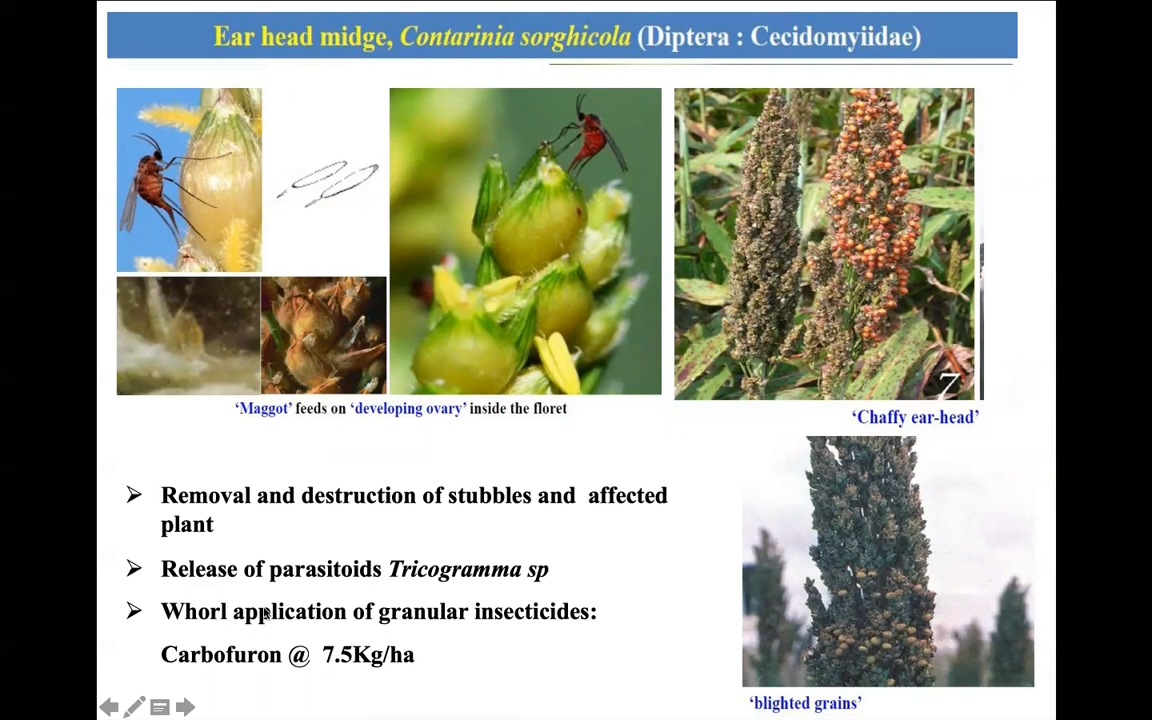 Ear head midge, Contarinia sorghicola (Diptera : Cecidomyiidae)
7
‘Maggot’ feeds on ‘developing ovary’ inside the floret
‘Chaffy ear-head’
➢ Removal and destruction of stubbles and affected
plant
➢ Release of parasitoids Tricogramma sp
➢ Whorl application of granular insecticides:
Carbofuron @ 7.5Kg/ha
‘blighted grains’